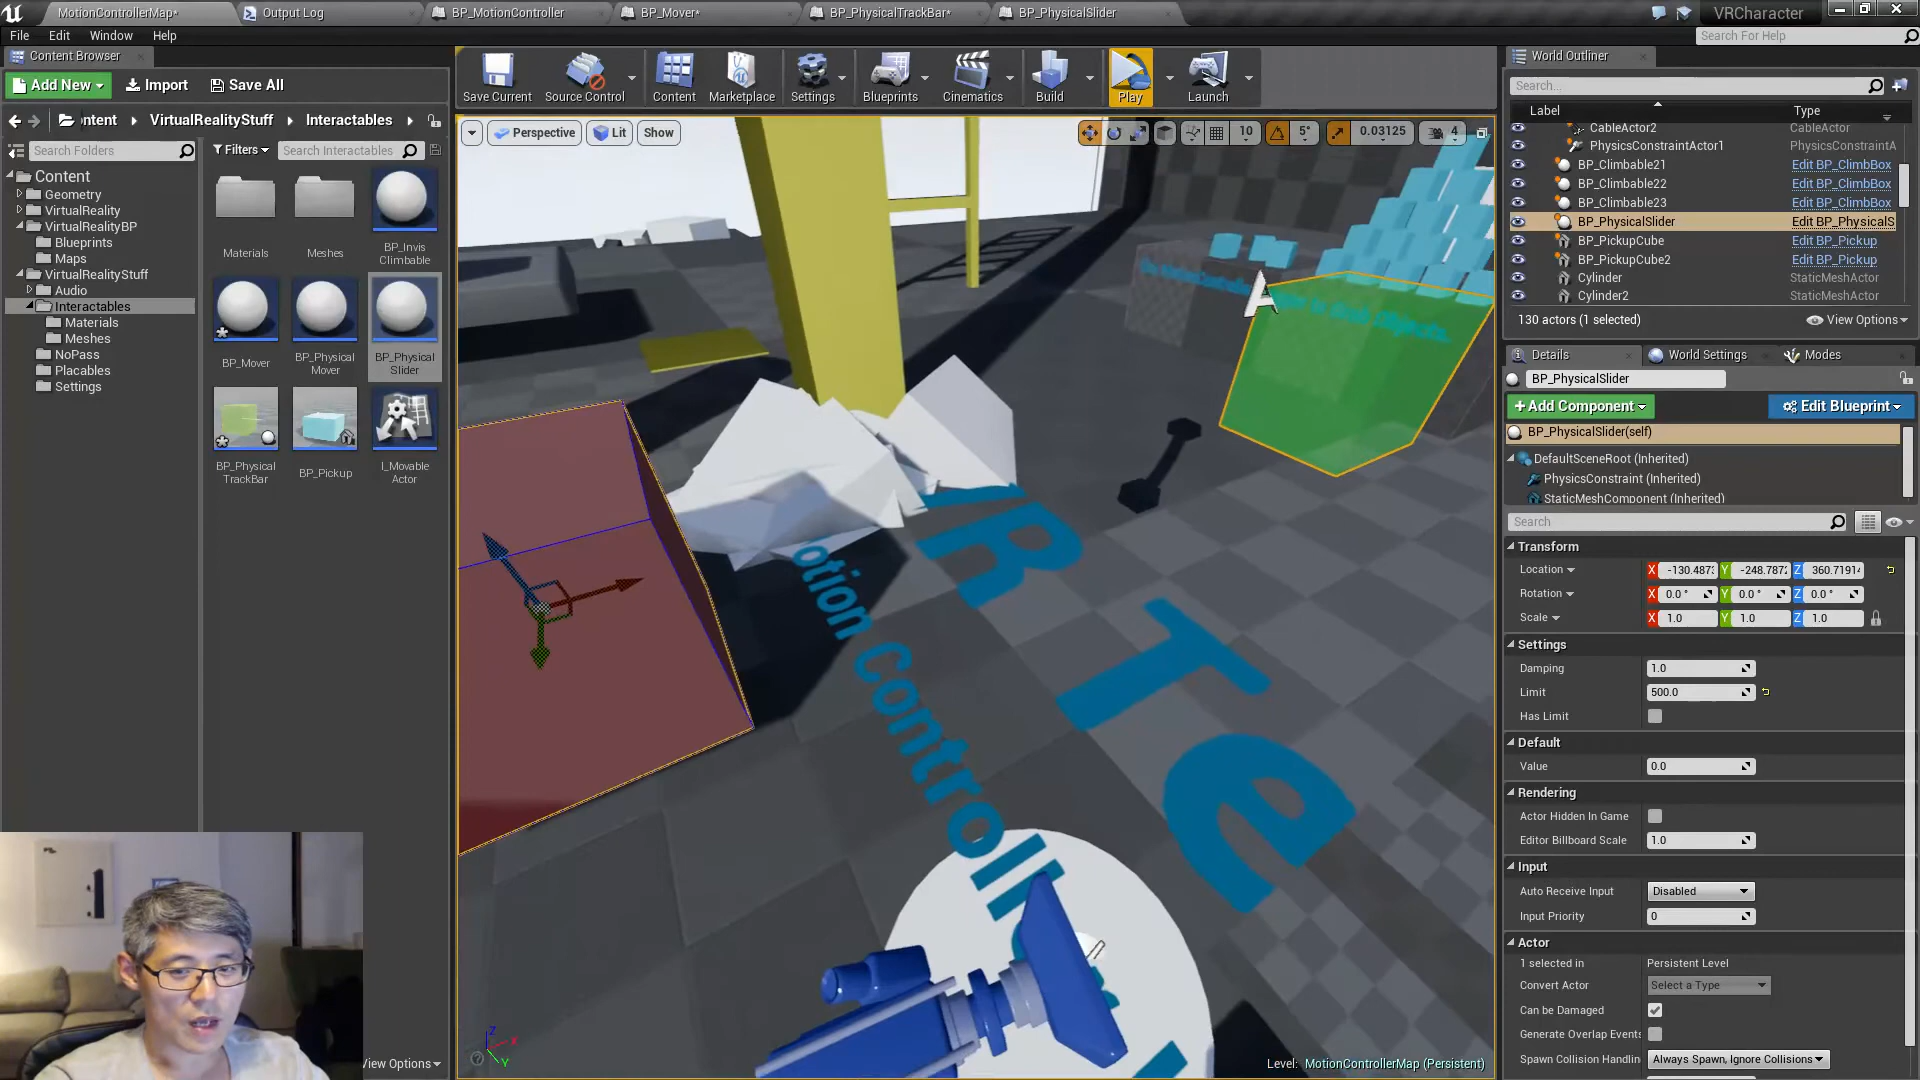 MotionControllerMap*
Output Log
BP_MotionController
BP_Mover*
BP_PhysicalTrackBar*
BP_PhysicalSlider
VRCharacter
File
Edit
Window
Help
Search For Help
Content Browser
Add New
Import
Save All
ontent
VirtualRealityStuff
Interactables
Search Folders
Filters
Search Interactables
Content
Geometry
VirtualReality
VirtualRealityBP
Blueprints
Maps
VirtualRealityStuff
Audio
Interactables
Materials
Meshes
NoPass
Placables
Settings
Materials
Meshes
BP_Invis
Climbable
BP_Mover
BP_Physical
Mover
BP_Physical
Slider
BP_Physical
TrackBar
BP_Pickup
I_Movable
Actor
View Options
Save Current
Source Control
Content
Marketplace
Settings
Blueprints
Cinematics
Build
Play
Launch
Perspective
Lit
Show
10
5°
0.03125
4
R Te
otion Controlle
Objects.
A
Level: MotionControllerMap (Persistent)
World Outliner
Search...
Label
Type
CableActor2
CableActor
PhysicsConstraintActor1
PhysicsConstraintA
BP_Climbable21
Edit BP_ClimbBox
BP_Climbable22
Edit BP_ClimbBox
BP_Climbable23
Edit BP_ClimbBox
BP_PhysicalSlider
Edit BP_PhysicalS
BP_PickupCube
Edit BP_Pickup
BP_PickupCube2
Edit BP_Pickup
Cylinder
StaticMeshActor
Cylinder2
StaticMeshActor
130 actors (1 selected)
View Options
Details
World Settings
Modes
BP_PhysicalSlider
+Add Component
Edit Blueprint
BP_PhysicalSlider(self)
DefaultSceneRoot (Inherited)
PhysicsConstraint (Inherited)
StaticMeshComponent (Inherited)
Search
Transform
Location
X -130.487 Y -248.787 Z 360.7191
Rotation
X 0.0 ° Y 0.0 ° Z 0.0 °
Scale
X 1.0 Y 1.0 Z 1.0
Settings
Damping
1.0
Limit
500.0
Has Limit
Default
Value
0.0
Rendering
Actor Hidden In Game
Editor Billboard Scale
1.0
Input
Auto Receive Input
Disabled
Input Priority
0
Actor
1 selected in
Persistent Level
Convert Actor
Select a Type
Can be Damaged
Generate Overlap Events
Spawn Collision Handlin
Always Spawn, Ignore Collisions